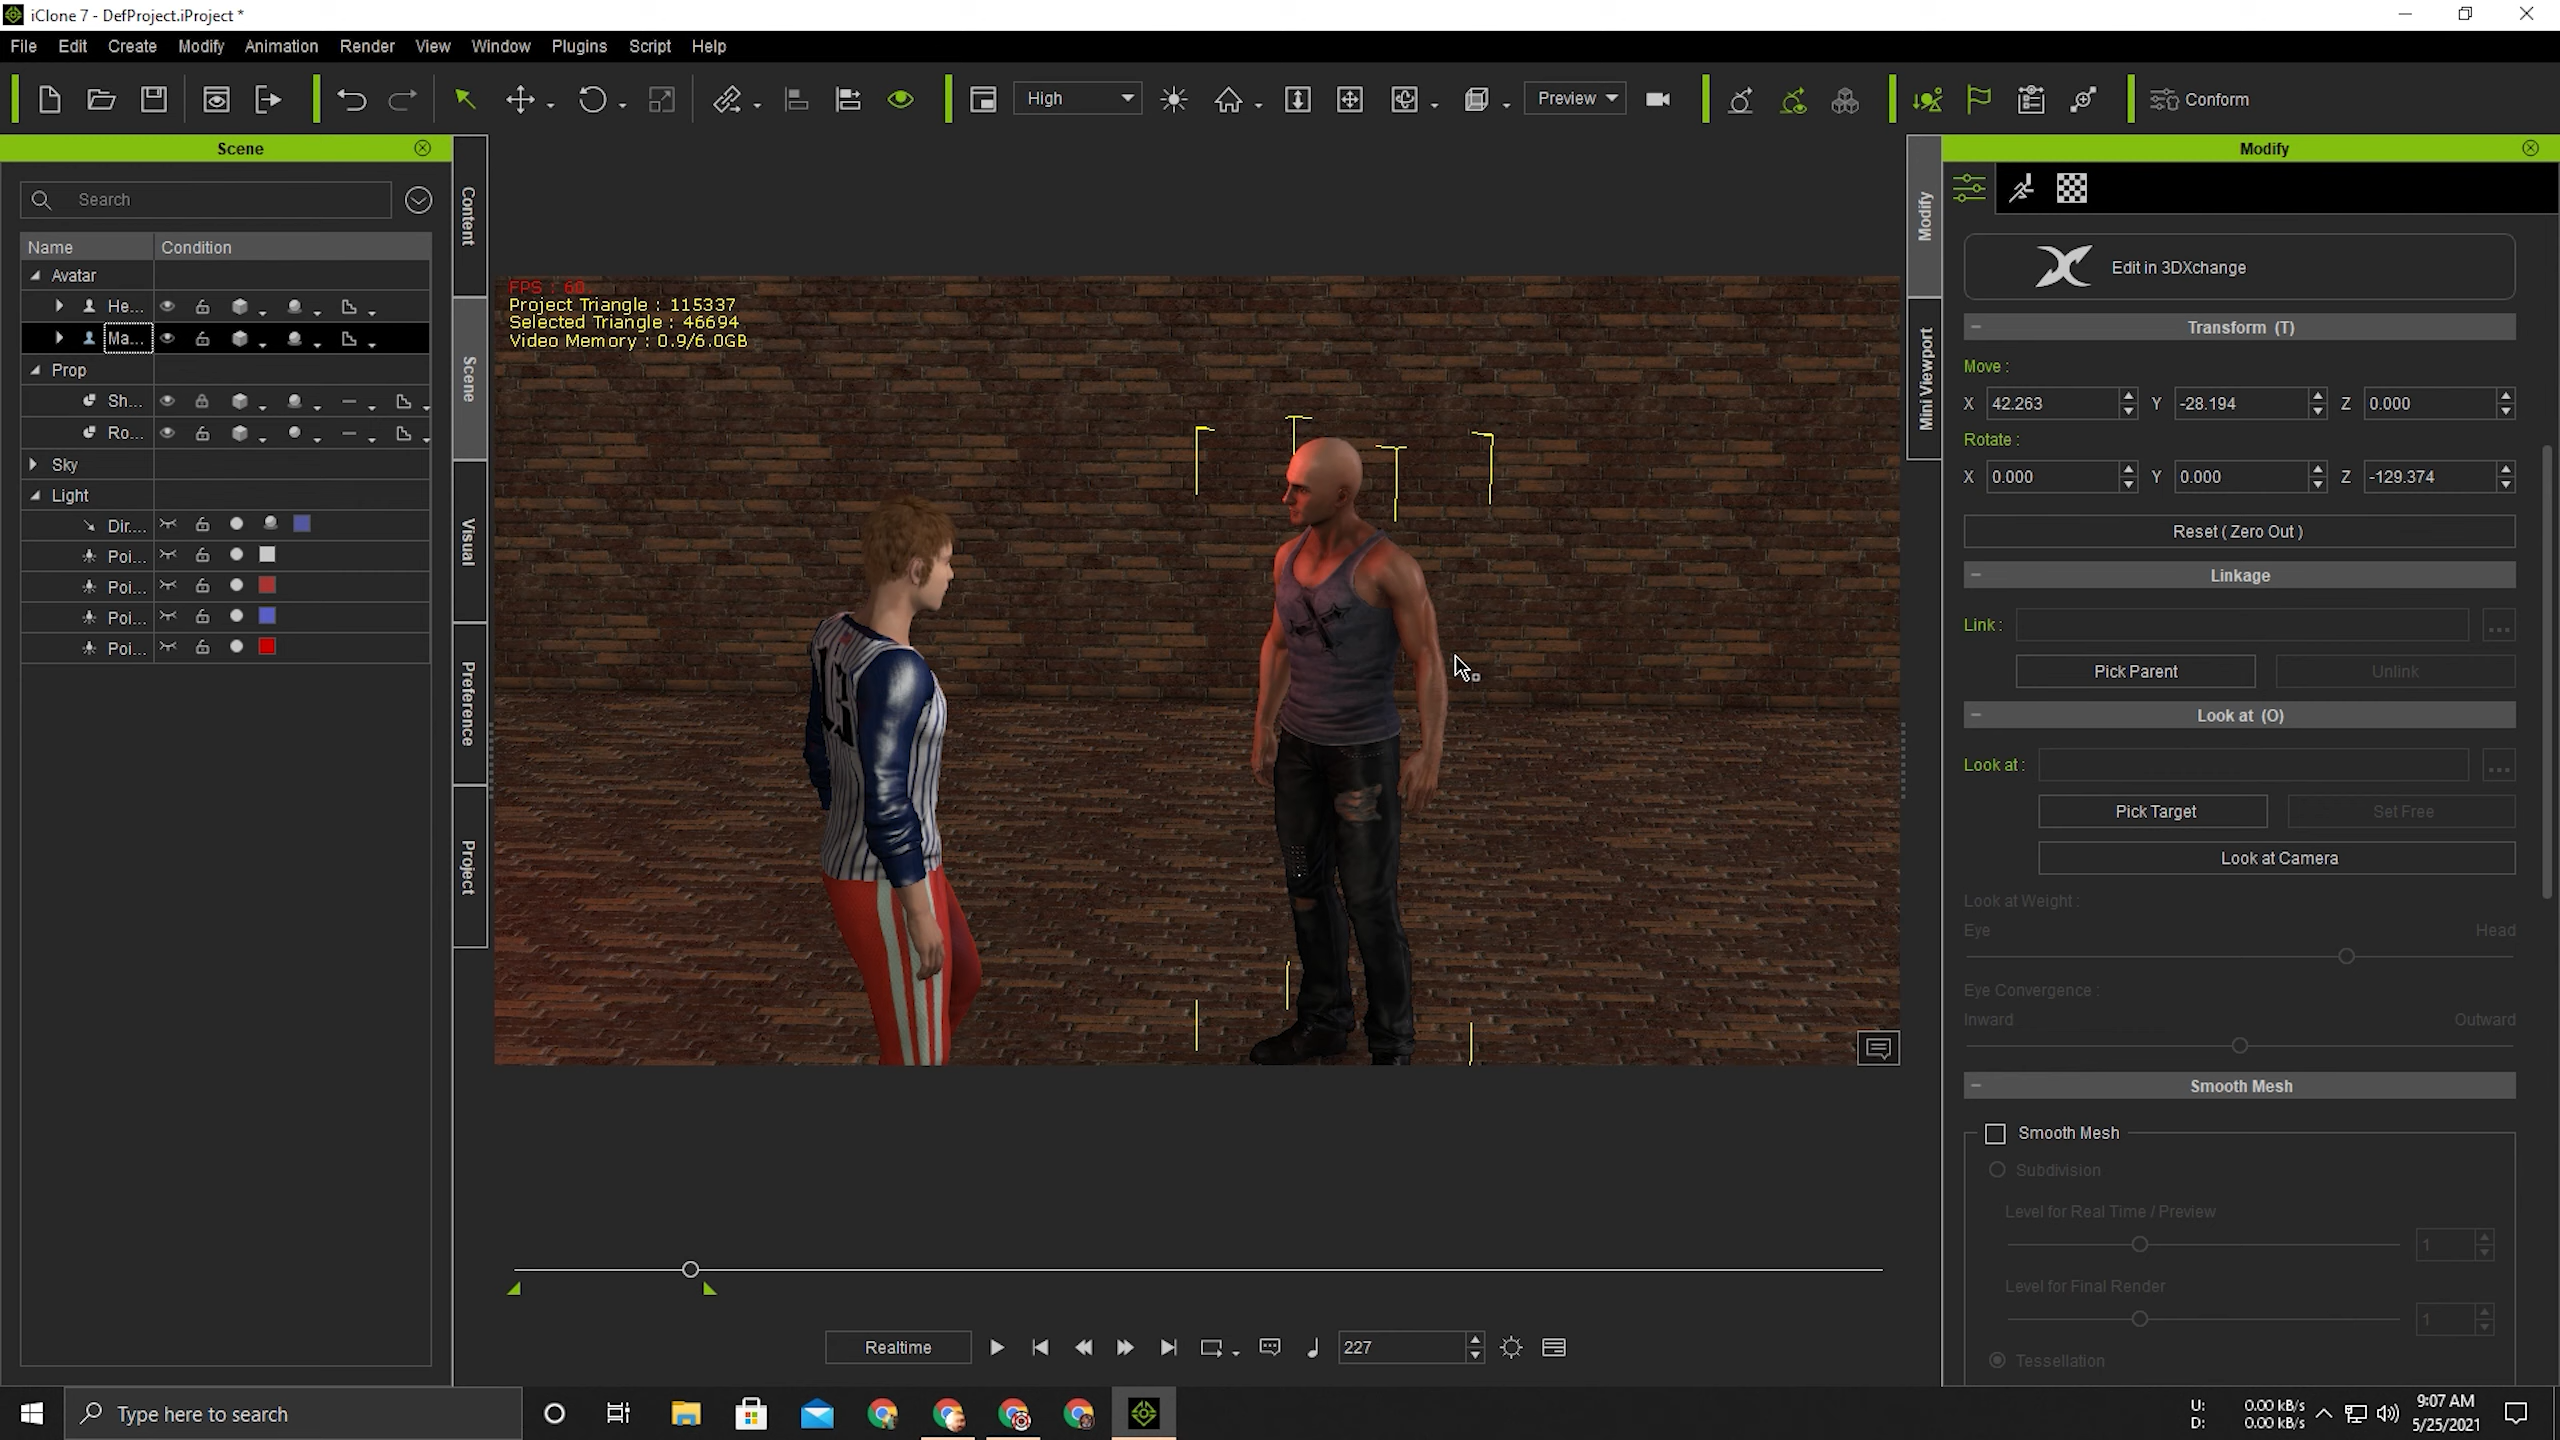 iClone 7 - DefProject.iProject *
File Edit Create Modify Animation Render View Window Plugins Script Help
High Preview Conform
Scene
Search
Name Condition
Avatar
He...
Ma...
Prop
Sh...
Ro...
Sky
Light
Dir....
Poi...
Poi...
Poi...
Poi...
Content
Scene
Visual
Preference
Project
FPS : 60
Project Triangle : 115337
Selected Triangle : 46694
Video Memory : 0.9/6.0GB
Realtime 227
Modify
Mini Viewport
Modify
Edit in 3DXchange
Transform (T)
Move :
X 42.263 Y -28.194 Z 0.000
Rotate :
X 0.000 Y 0.000 Z -129.374
Reset ( Zero Out )
Linkage
Link : ...
Pick Parent Unlink
Look at (O)
Look at : ...
Pick Target Set Free
Look at Camera
Look at Weight :
Eye Head
Eye Convergence :
Inward Outward
Smooth Mesh
Smooth Mesh
Subdivision
Level for Real Time / Preview
1
Level for Final Render
1
Tessellation
Type here to search
U: 0.00 kB/s
D: 0.00 kB/s
9:07 AM
5/25/2021